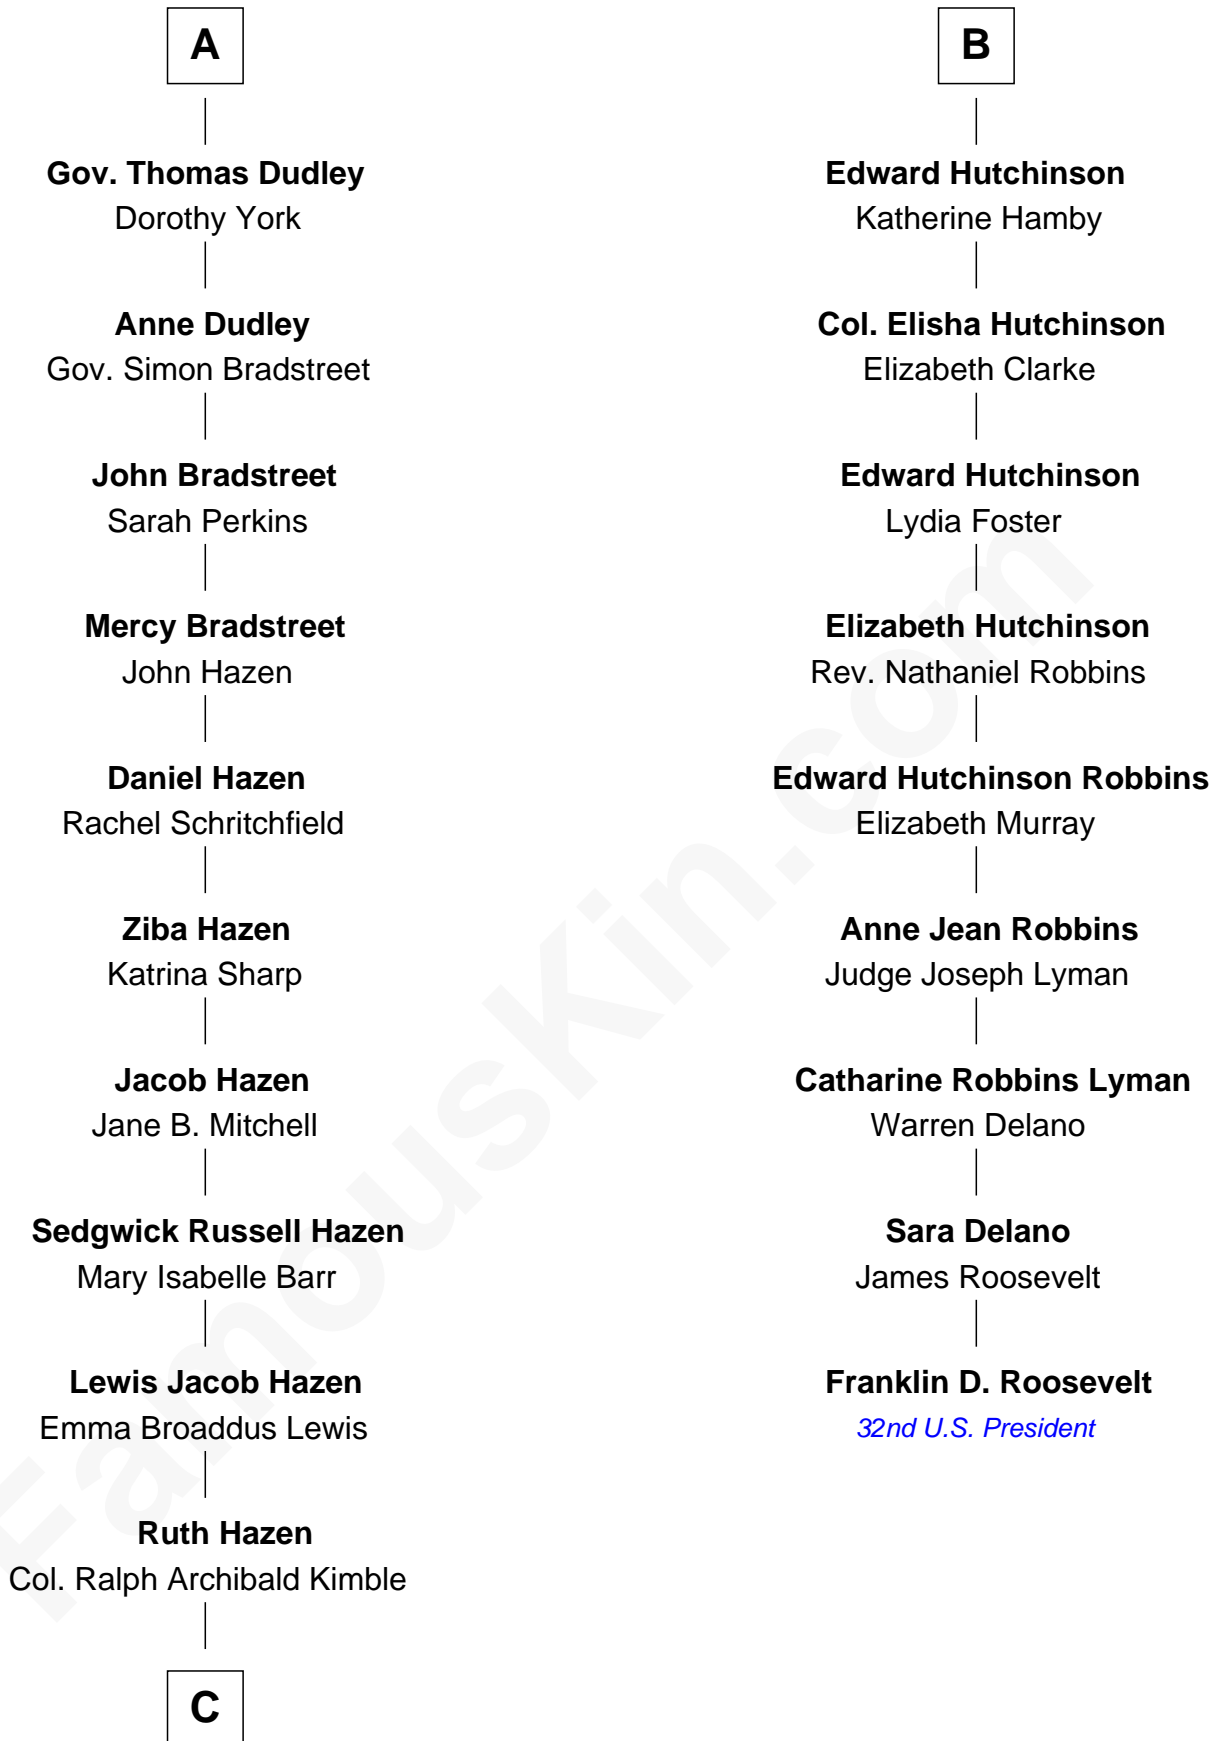 A
Gov. Thomas Dudley
Dorothy York
Anne Dudley
Gov. Simon Bradstreet
John Bradstreet
Sarah Perkins
Mercy Bradstreet
John Hazen
Daniel Hazen
Rachel Schritchfield
Ziba Hazen
Katrina Sharp
Jacob Hazen
Jane B. Mitchell
Sedgwick Russell Hazen
Mary Isabelle Barr
Lewis Jacob Hazen
Emma Broaddus Lewis
Ruth Hazen
Col. Ralph Archibald Kimble
C
B
Edward Hutchinson
Katherine Hamby
Col. Elisha Hutchinson
Elizabeth Clarke
Edward Hutchinson
Lydia Foster
Elizabeth Hutchinson
Rev. Nathaniel Robbins
Edward Hutchinson Robbins
Elizabeth Murray
Anne Jean Robbins
Judge Joseph Lyman
Catharine Robbins Lyman
Warren Delano
Sara Delano
James Roosevelt
Franklin D. Roosevelt
32nd U.S. President
FamousKin.com